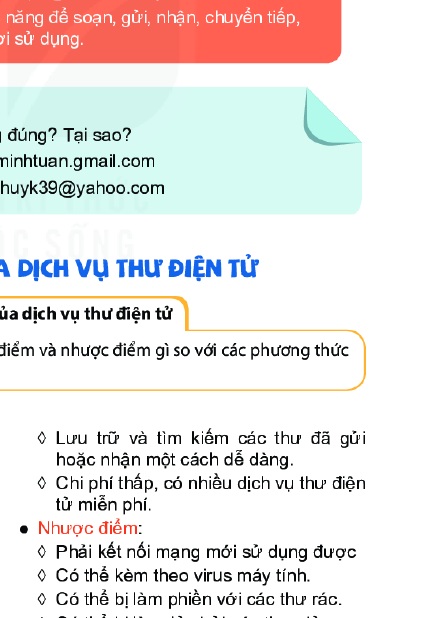 năng để soạn, gửi, nhận, chuyển tiếp,
sử dụng.
đúng? Tại sao?
minhtuan.gmail.com
huyk39@yahoo.com
DỊCH VỤ THƯ ĐIỆN TỬ
của dịch vụ thư điện tử
điểm và nhược điểm gì so với các phương thức
◊ Lưu trữ và tìm kiếm các thư đã gửi
hoặc nhận một cách dễ dàng.
◊ Chi phí thấp, có nhiều dịch vụ thư điện
tử miễn phí.
● Nhược điểm:
◊ Phải kết nối mạng mới sử dụng được
◊ Có thể kèm theo virus máy tính.
◊ Có thể bị làm phiền với các thư rác.